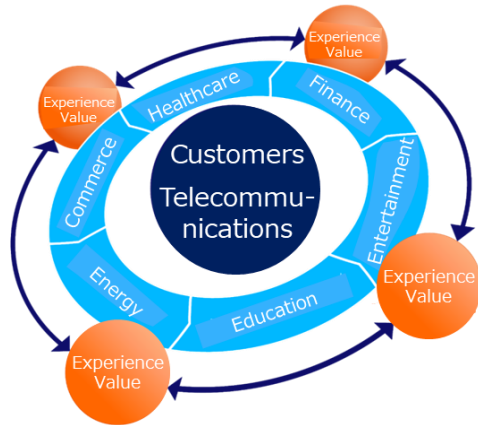 Experience
Value
Experience
Value
Healthcare
Finance
Commerce
Customers
Telecommu-
nications
Entertainment
Energy
Education
Experience
Value
Experience
Value